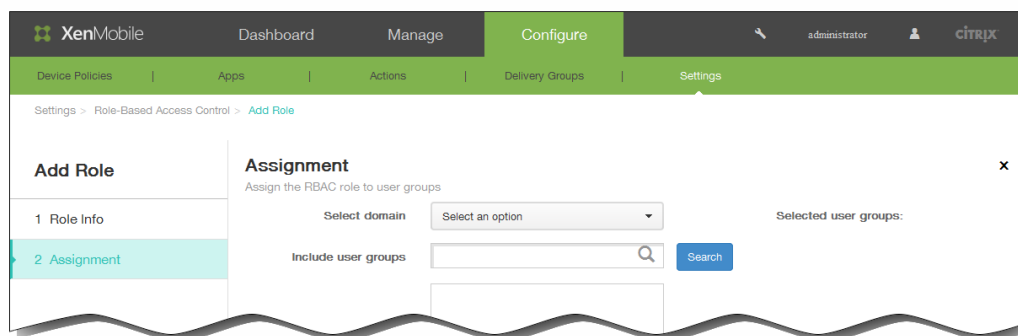 XenMobile Dashboard Manage Configure administrator CİTRIX
Device Policies | Apps | Actions | Delivery Groups | Settings
Settings > Role-Based Access Control > Add Role
Add Role
1 Role Info
2 Assignment
Assignment
Assign the RBAC role to user groups
Select domain Select an option Selected user groups:
Include user groups Search